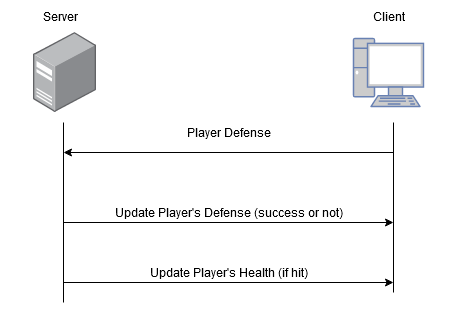 Server
Client
Player Defense
Update Player's Defense (success or not)
Update Player's Health (if hit)